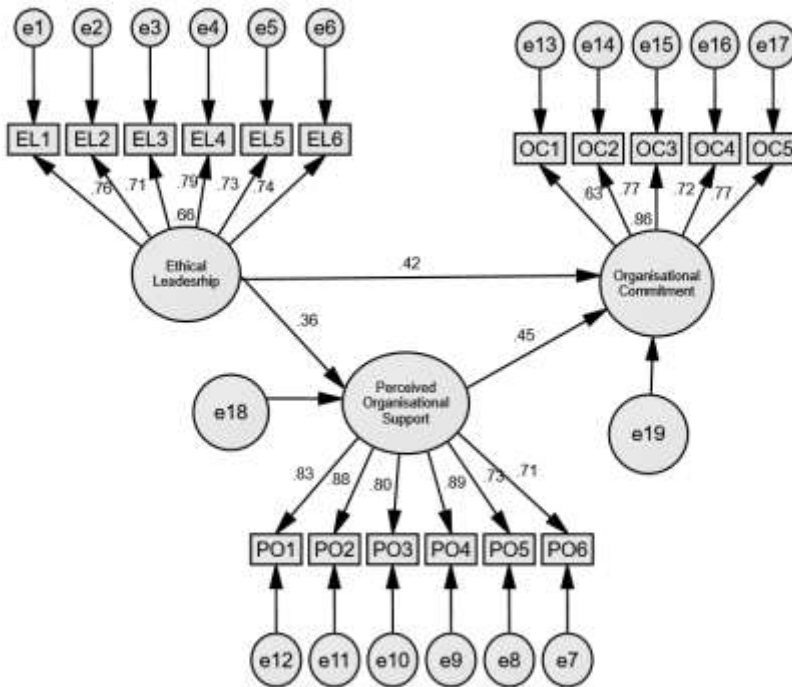 e1 e2 e3 e4 e5 e6
e13 e14 e15 e16 e17
EL1 EL2 EL3 EL4 EL5 EL6
OC1 OC2 OC3 OC4 OC5
.76 .71 .79 .73 .74
.66
.63 .77 .72 .77
.86
Ethical
Leadesrhip
Organisational
Commitment
.42
.36
.45
Perceived
Organisational
Support
e18
e19
.83 .88 .80 .89 .73 .71
PO1 PO2 PO3 PO4 PO5 PO6
e12 e11 e10 e9 e8 e7